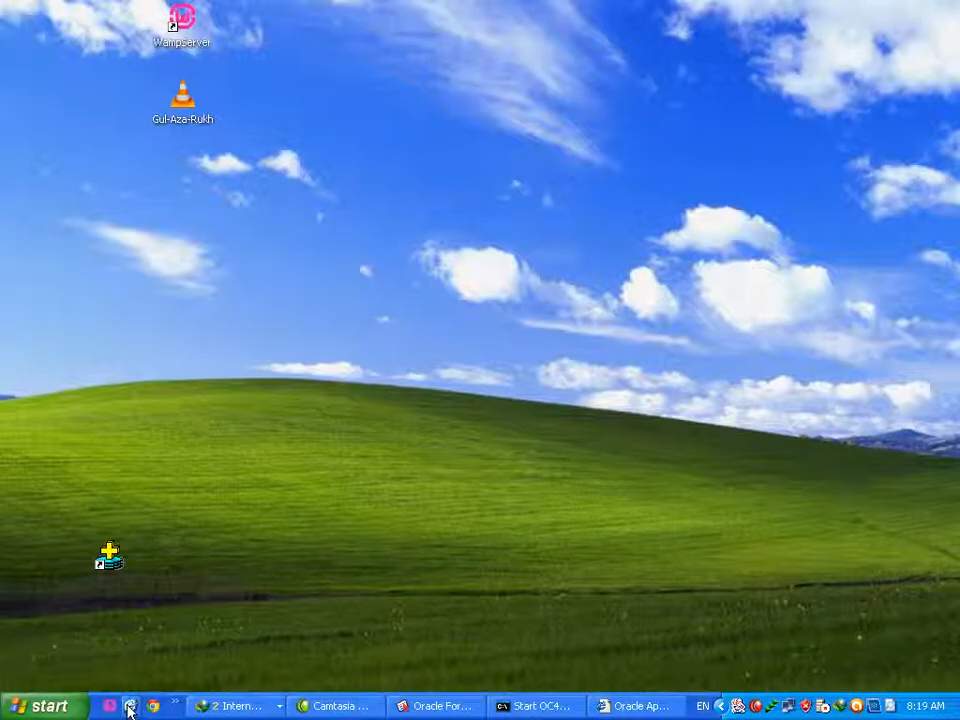 WampServer
Gul-Aza-Rukh
start
2 Intern...
Camtasia ...
Oracle For...
Start OC4...
Oracle Ap...
EN
8:19 AM